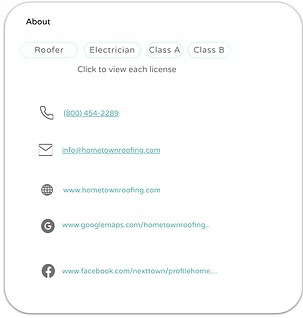 About
Roofer Electrician Class A Class B
Click to view each license
(800) 454-2289
info@hometownroofing.com
www.hometownroofing.com
www.googlemaps.com/hometownroofing..
www.facebook.com/nexttown/profilehome....